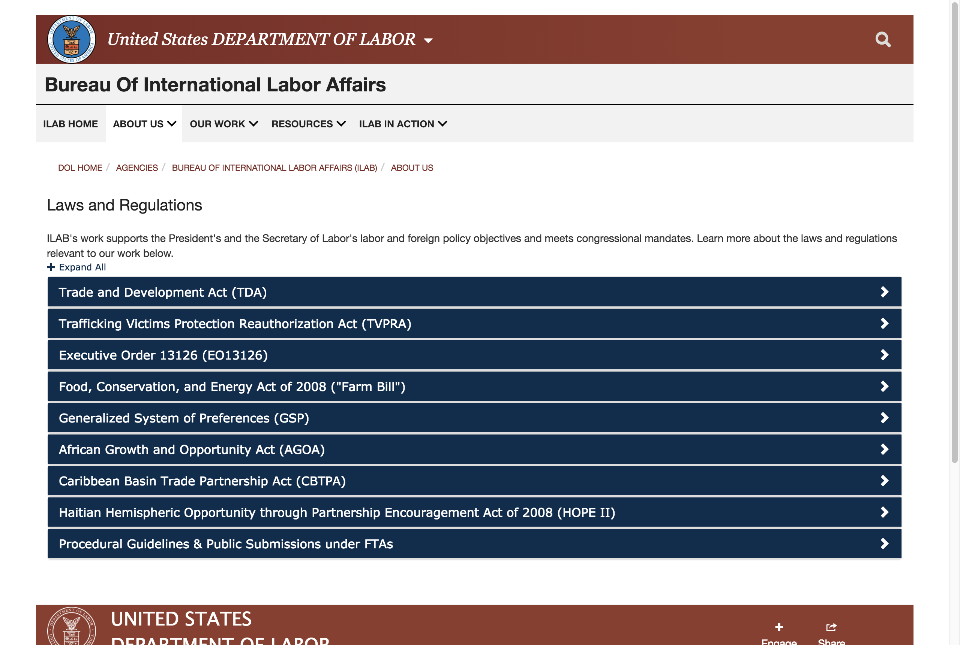 United States DEPARTMENT OF LABOR
Bureau Of International Labor Affairs
ILAB HOME ABOUT US OUR WORK RESOURCES ILAB IN ACTION
DOL HOME / AGENCIES / BUREAU OF INTERNATIONAL LABOR AFFAIRS (ILAB) / ABOUT US
Laws and Regulations
ILAB's work supports the President's and the Secretary of Labor's labor and foreign policy objectives and meets congressional mandates. Learn more about the laws and regulations
relevant to our work below.
+ Expand All
Trade and Development Act (TDA)
Trafficking Victims Protection Reauthorization Act (TVPRA)
Executive Order 13126 (EO13126)
Food, Conservation, and Energy Act of 2008 ("Farm Bill")
Generalized System of Preferences (GSP)
African Growth and Opportunity Act (AGOA)
Caribbean Basin Trade Partnership Act (CBTPA)
Haitian Hemispheric Opportunity through Partnership Encouragement Act of 2008 (HOPE II)
Procedural Guidelines & Public Submissions under FTAs
UNITED STATES
DEPARTMENT OF LABOR
Engage Share